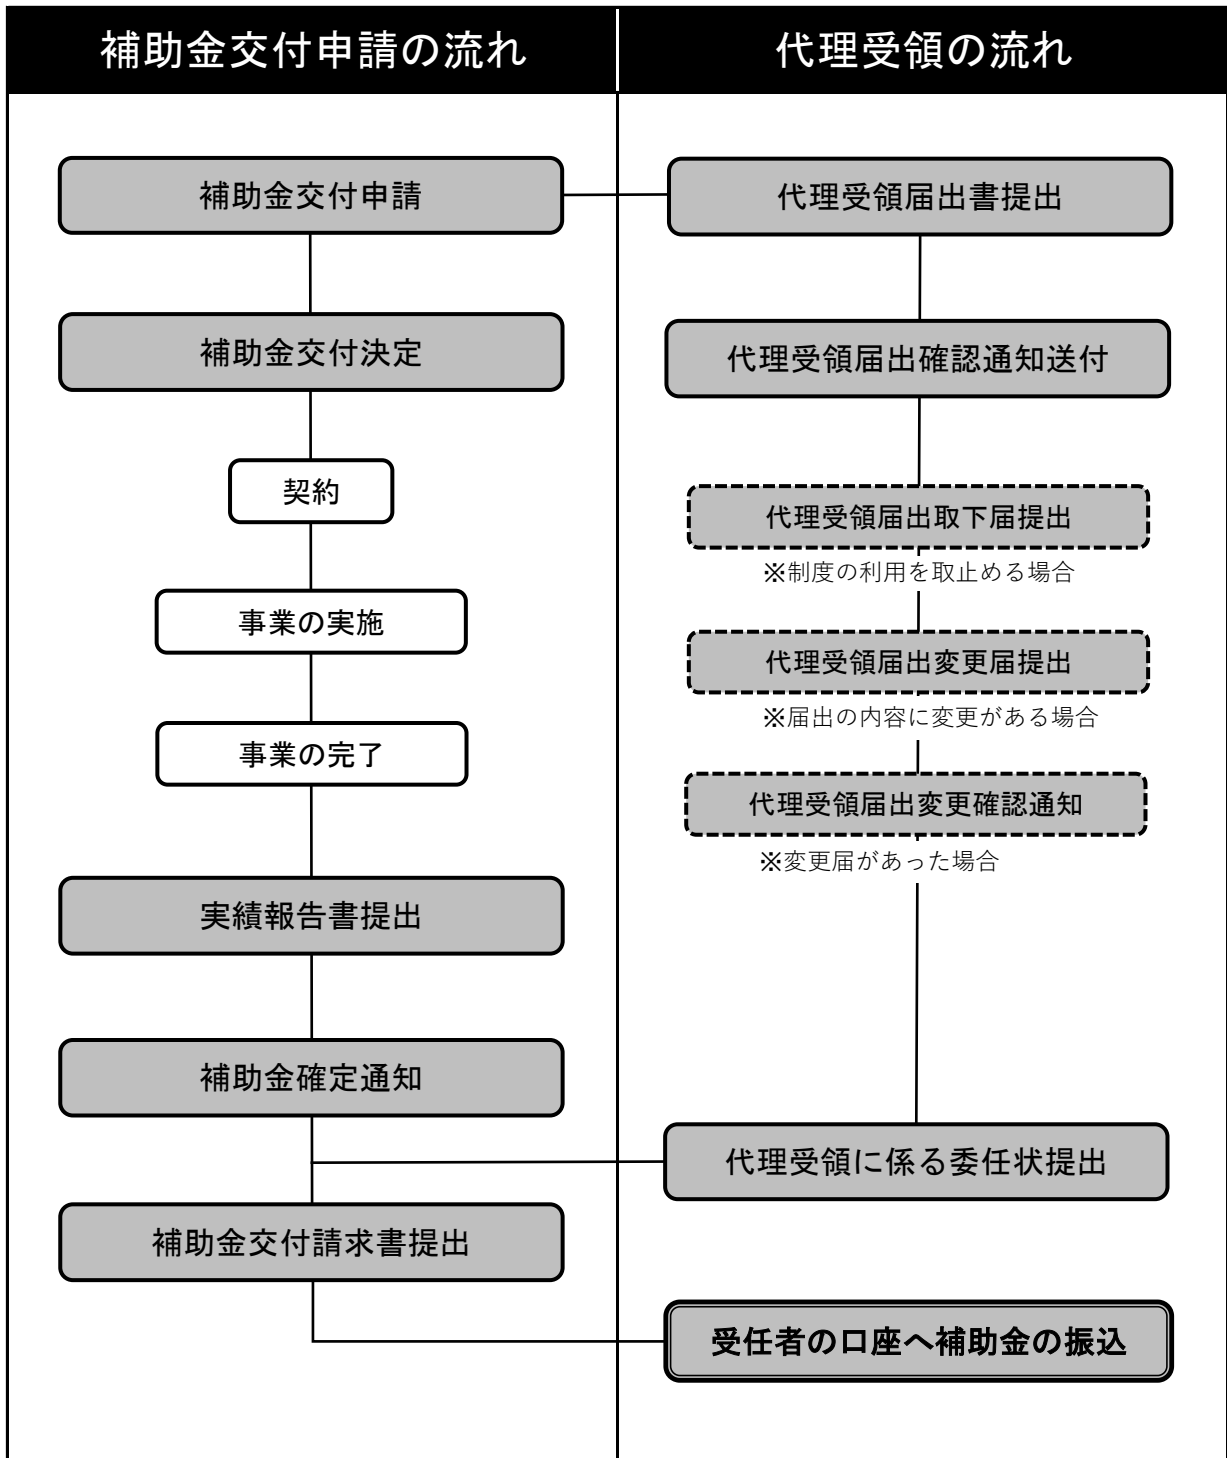 補助金交付申請の流れ
代理受領の流れ
補助金交付申請
代理受領届出書提出
補助金交付決定
代理受領届出確認通知送付
契約
代理受領届出取下届提出
※制度の利用を取止める場合
事業の実施
代理受領届出変更届提出
※届出の内容に変更がある場合
事業の完了
代理受領届出変更確認通知
※変更届があった場合
実績報告書提出
補助金確定通知
代理受領に係る委任状提出
補助金交付請求書提出
受任者の口座へ補助金の振込